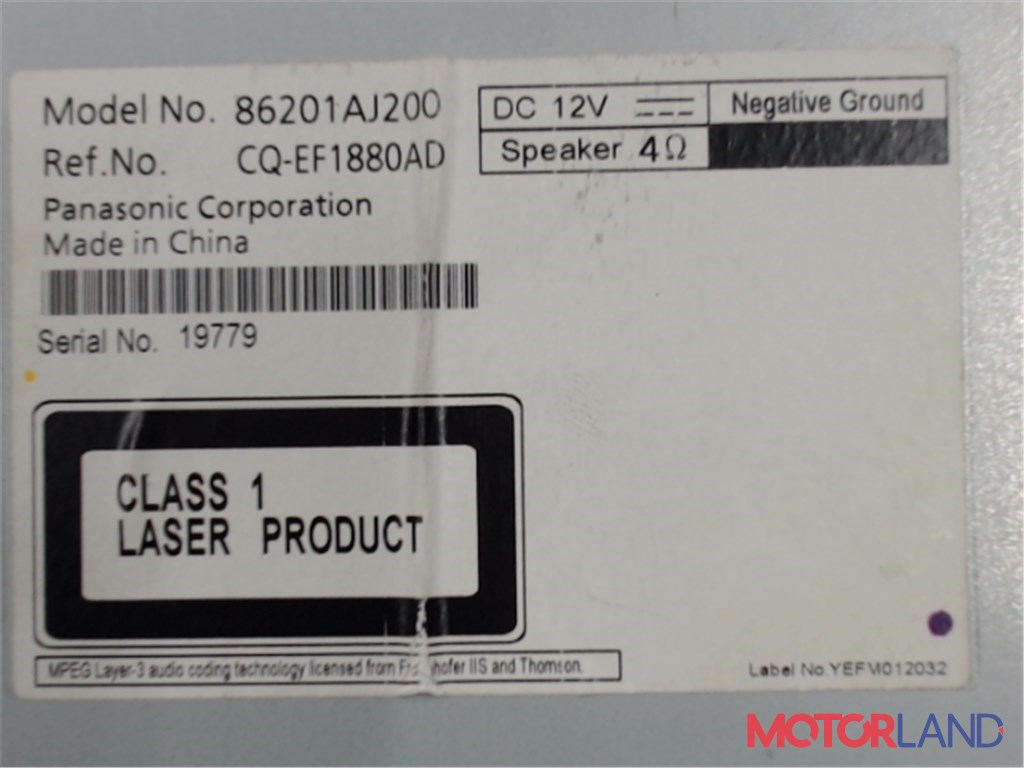 Model No. 86201AJ200
Ref.No. CQ-EF1880AD
Panasonic Corporation
Made in China
Serial No. 19779
DC 12V Negative Ground
Speaker 4Ω
CLASS 1
LASER PRODUCT
MPEG Layer-3 audio coding technology licensed from IIS and Thomson.
Label No.YEFM012032
MOTORLAND